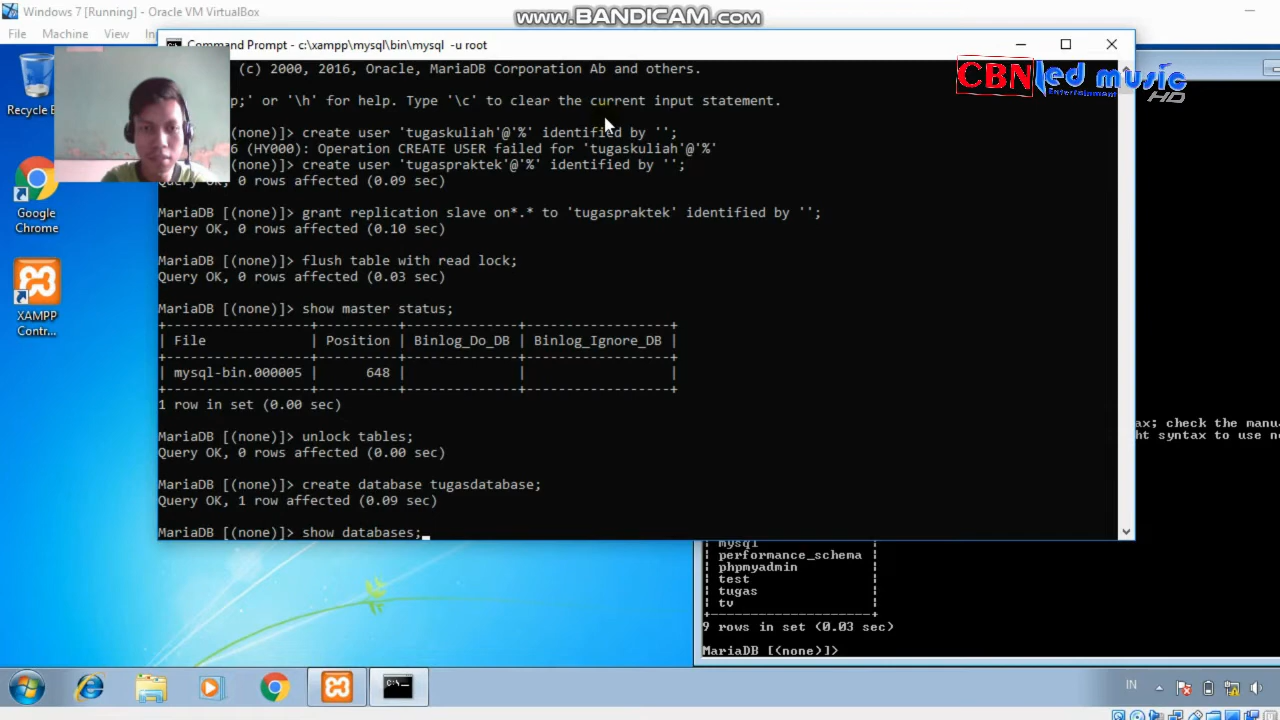 Windows 7 [Running] - Oracle VM VirtualBox
www.BANDICAM.com
File Machine View
Command Prompt - c:\xampp\mysql\bin\mysql -u root
CBN led music
Entertainment HD
(c) 2000, 2016, Oracle, MariaDB Corporation Ab and others.
p;' or '\h' for help. Type '\c' to clear the current input statement.
(none)]> create user 'tugaskuliah'@'%' identified by '';
6 (HY000): Operation CREATE USER failed for 'tugaskuliah'@'%'
(none)]> create user 'tugaspraktek'@'%' identified by '';
Query OK, 0 rows affected (0.09 sec)
MariaDB [(none)]> grant replication slave on*.* to 'tugaspraktek' identified by '';
Query OK, 0 rows affected (0.10 sec)
MariaDB [(none)]> flush table with read lock;
Query OK, 0 rows affected (0.03 sec)
MariaDB [(none)]> show master status;
| File | Position | Binlog_Do_DB | Binlog_Ignore_DB |
| mysql-bin.000005 | 648 | | |
1 row in set (0.00 sec)
MariaDB [(none)]> unlock tables;
Query OK, 0 rows affected (0.00 sec)
MariaDB [(none)]> create database tugasdatabase;
Query OK, 1 row affected (0.09 sec)
MariaDB [(none)]> show databases;
Recycle B
Google
Chrome
XAMPP
Contr...
ax; check the manu
ht syntax to use n
mysql
performance_schema
phpmyadmin
test
tugas
tv
9 rows in set (0.03 sec)
MariaDB [(none)]>
C:\
IN